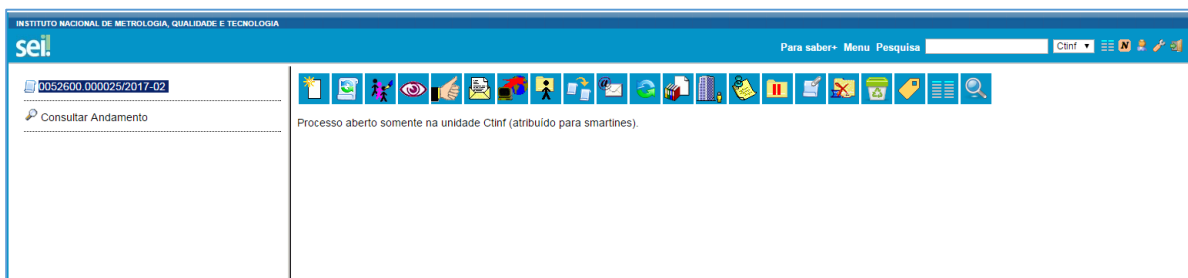 INSTITUTO NACIONAL DE METROLOGIA, QUALIDADE E TECNOLOGIA
sei!
Para saber+ Menu Pesquisa Ctinf
0052600.000025/2017-02
Consultar Andamento
Processo aberto somente na unidade Ctinf (atribuído para smartines).